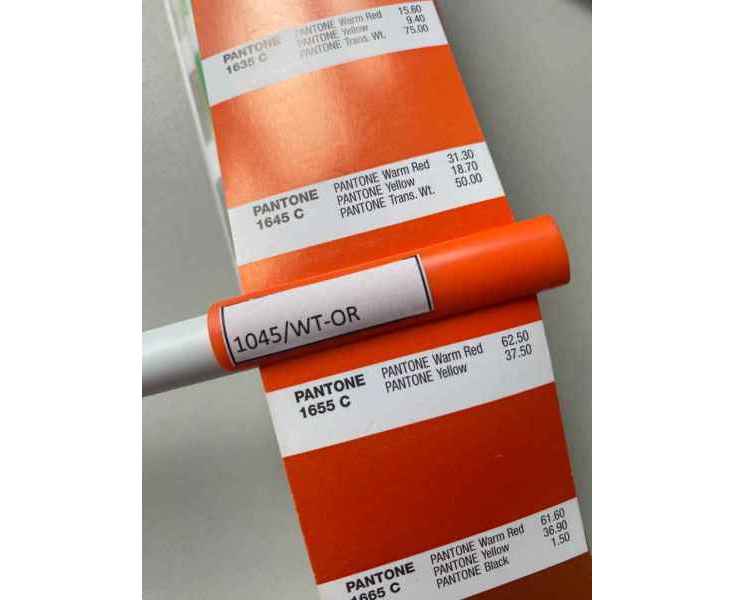 PANTONE 1635 C
PANTONE Warm Red 15.60
PANTONE Yellow 9.40
PANTONE Trans. Wt. 75.00
PANTONE 1645 C
PANTONE Warm Red 31.30
PANTONE Yellow 18.70
PANTONE Trans. Wt. 50.00
1045/WT-OR
PANTONE 1655 C
PANTONE Warm Red 62.50
PANTONE Yellow 37.50
PANTONE 1665 C
PANTONE Warm Red 61.60
PANTONE Yellow 36.90
PANTONE Black 1.50